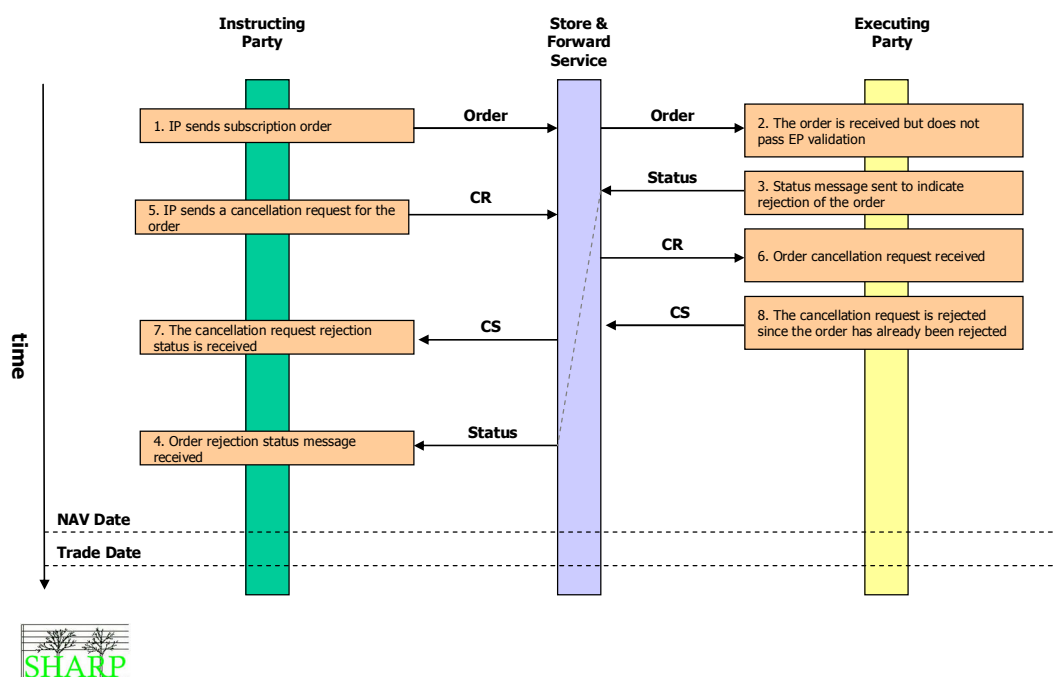 Instructing
Party
Store &
Forward
Service
Executing
Party
1. IP sends subscription order
Order
Order
2. The order is received but does not
pass EP validation
Status
3. Status message sent to indicate
rejection of the order
5. IP sends a cancellation request for the
order
CR
CR
6. Order cancellation request received
7. The cancellation request rejection
status is received
CS
CS
8. The cancellation request is rejected
since the order has already been rejected
time
4. Order rejection status message
received
Status
NAV Date
Trade Date
SHARP